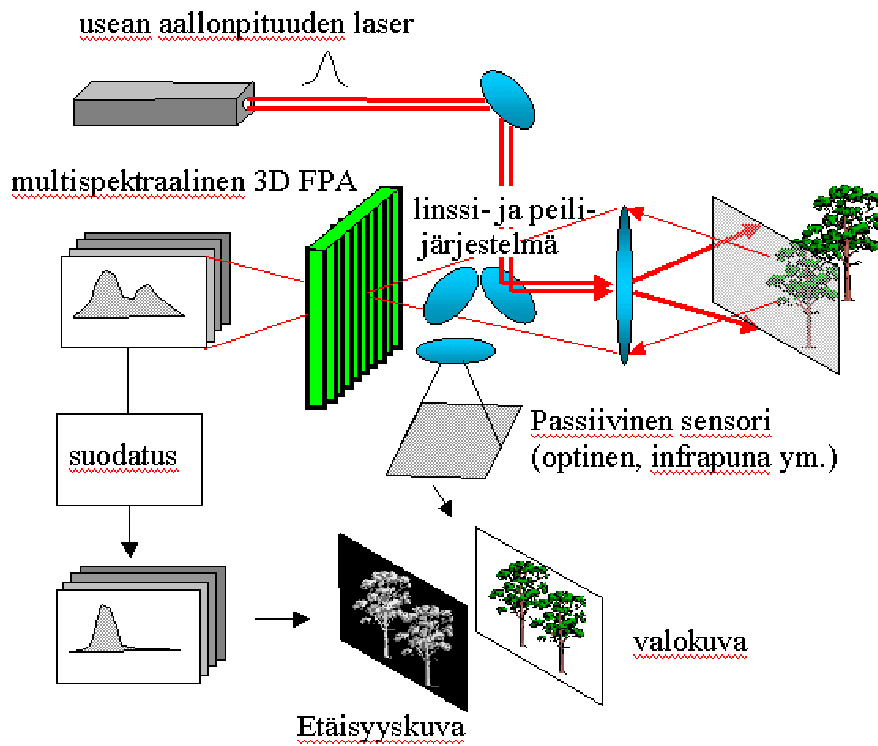 usean aallonpituuden laser
multispektraalinen 3D FPA
linssi- ja peili-
järjestelmä
Passiivinen sensori
(optinen, infrapuna ym.)
suodatus
valokuva
Etäisyyskuva